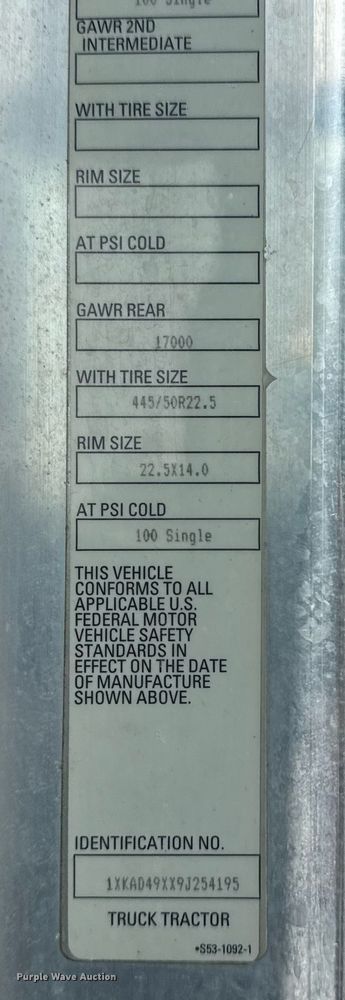 100 Single
GAWR 2ND
INTERMEDIATE
WITH TIRE SIZE
RIM SIZE
AT PSI COLD
GAWR REAR
17000
WITH TIRE SIZE
445/50R22.5
RIM SIZE
22.5X14.0
AT PSI COLD
100 Single
THIS VEHICLE
CONFORMS TO ALL
APPLICABLE U.S.
FEDERAL MOTOR
VEHICLE SAFETY
STANDARDS IN
EFFECT ON THE DATE
OF MANUFACTURE
SHOWN ABOVE.
IDENTIFICATION NO.
1XKAD49XX9J254195
TRUCK TRACTOR
•S53-1092-1
Purple Wave Auction